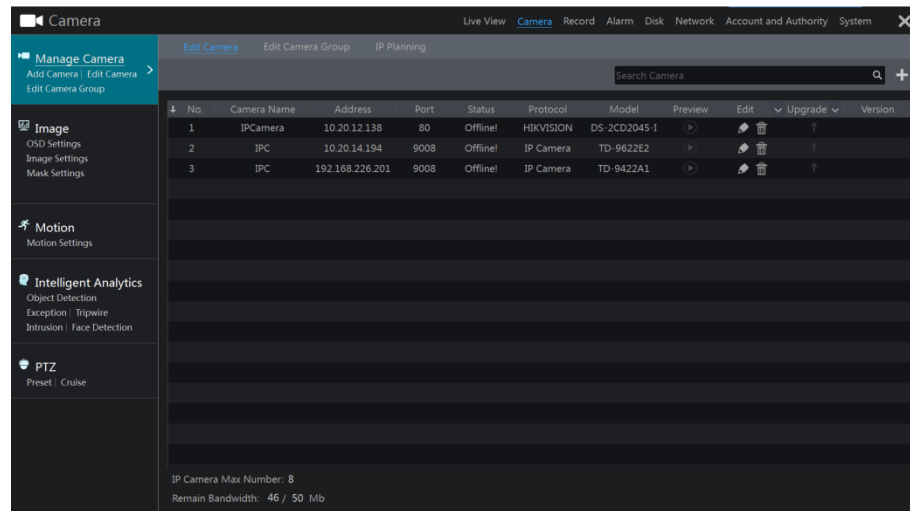 Camera
Live View Camera Record Alarm Disk Network Account and Authority System
Manage Camera
Add Camera | Edit Camera
Edit Camera Group
Image
OSD Settings
Image Settings
Mask Settings
Motion
Motion Settings
Intelligent Analytics
Object Detection
Exception | Tripwire
Intrusion | Face Detection
PTZ
Preset | Cruise
Edit Camera Edit Camera Group IP Planning
Search Camera
No. Camera Name Address Port Status Protocol Model Preview Edit Upgrade Version
1 IPCamera 10.20.12.138 80 Offline! HIKVISION DS-2CD2045-I
2 IPC 10.20.14.194 9008 Offline! IP Camera TD-9622E2
3 IPC 192.168.226.201 9008 Offline! IP Camera TD-9422A1
IP Camera Max Number: 8
Remain Bandwidth: 46 / 50 Mb